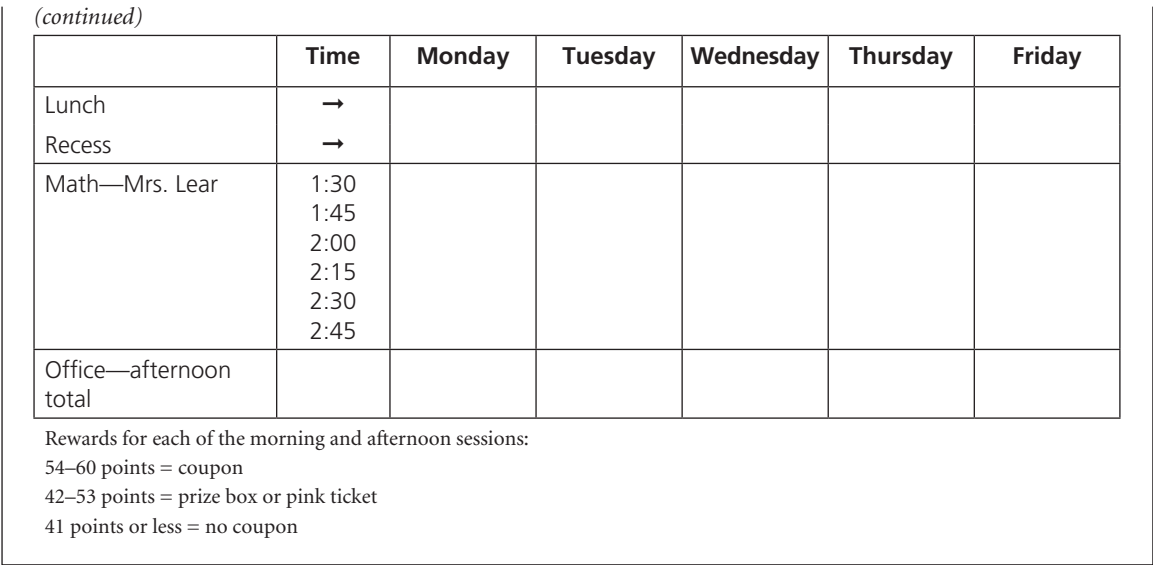 (continued)
Time Monday Tuesday Wednesday Thursday Friday
Lunch ➞
Recess ➞
Math—Mrs. Lear 1:30
1:45
2:00
2:15
2:30
2:45
Office—afternoon
total
Rewards for each of the morning and afternoon sessions:
54–60 points = coupon
42–53 points = prize box or pink ticket
41 points or less = no coupon